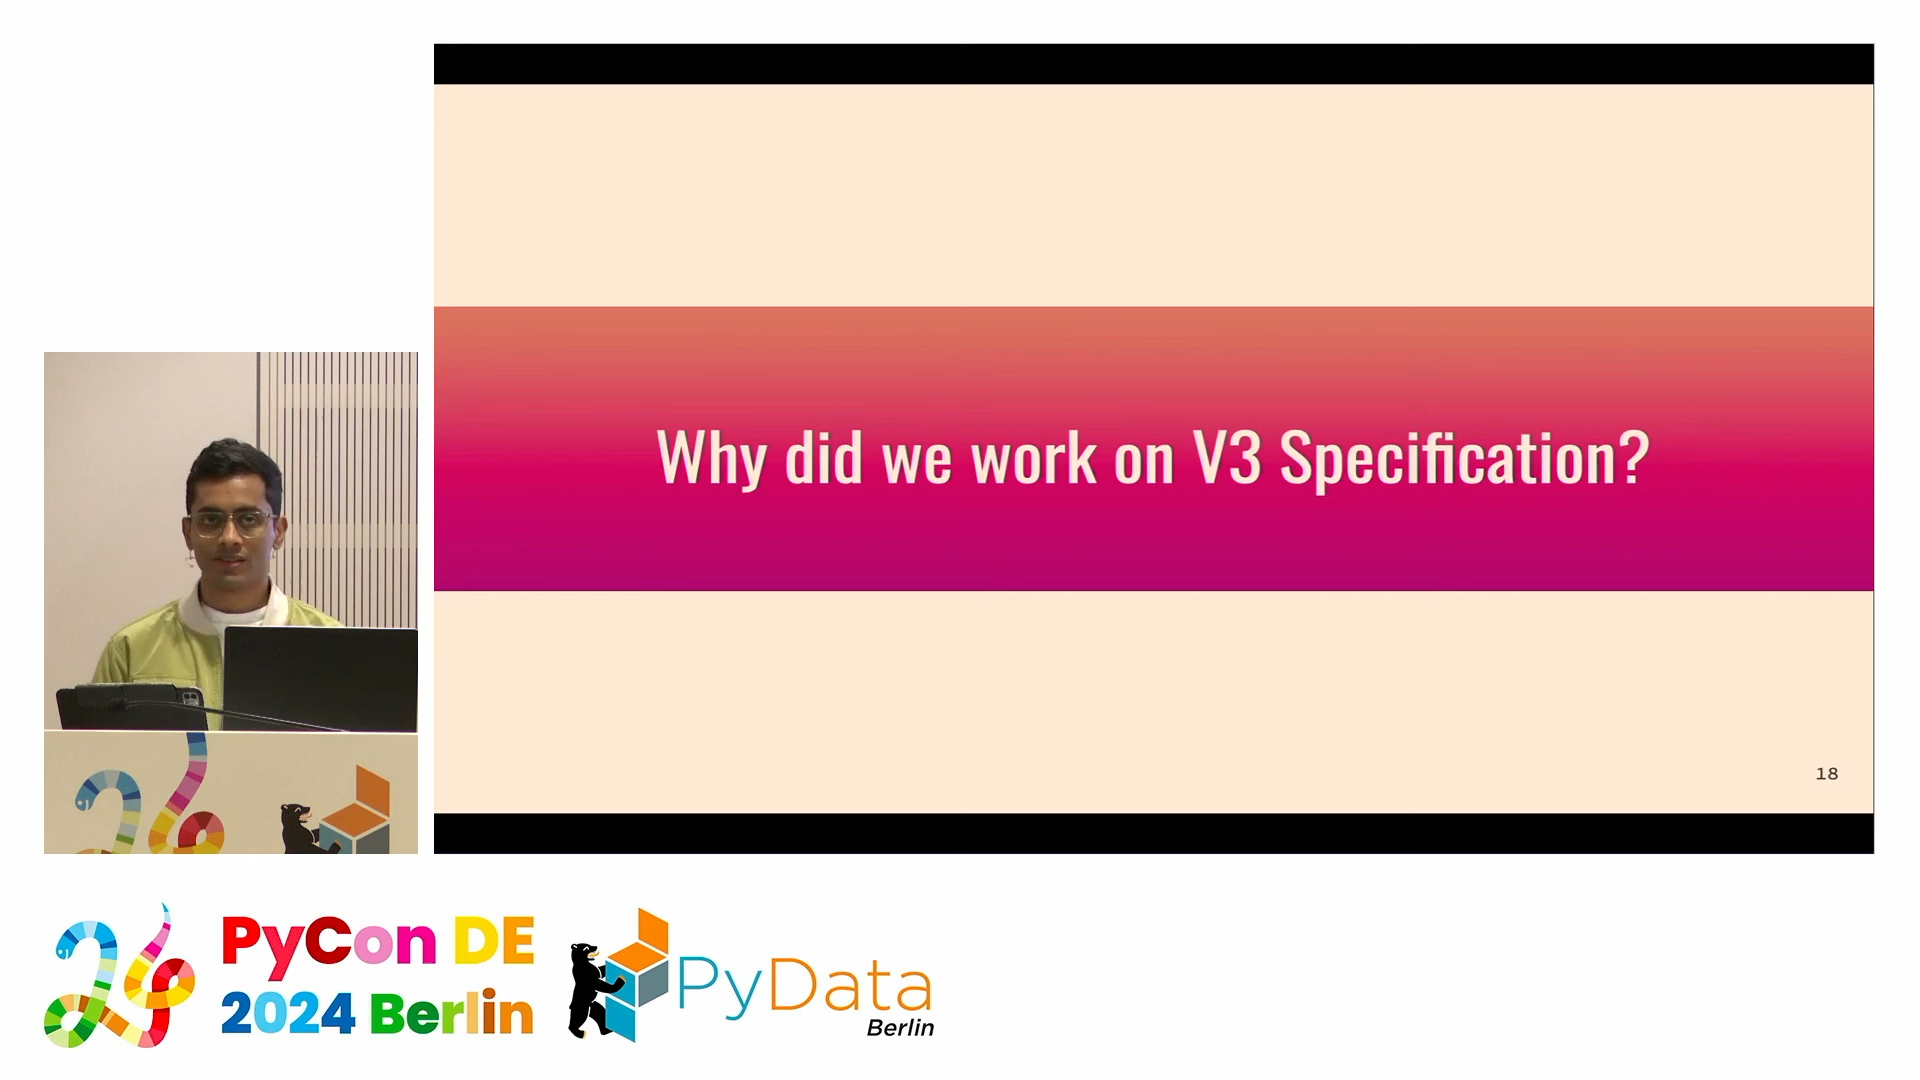 Why did we work on V3 Specification?
18
PyCon DE
2024 Berlin
PyData
Berlin